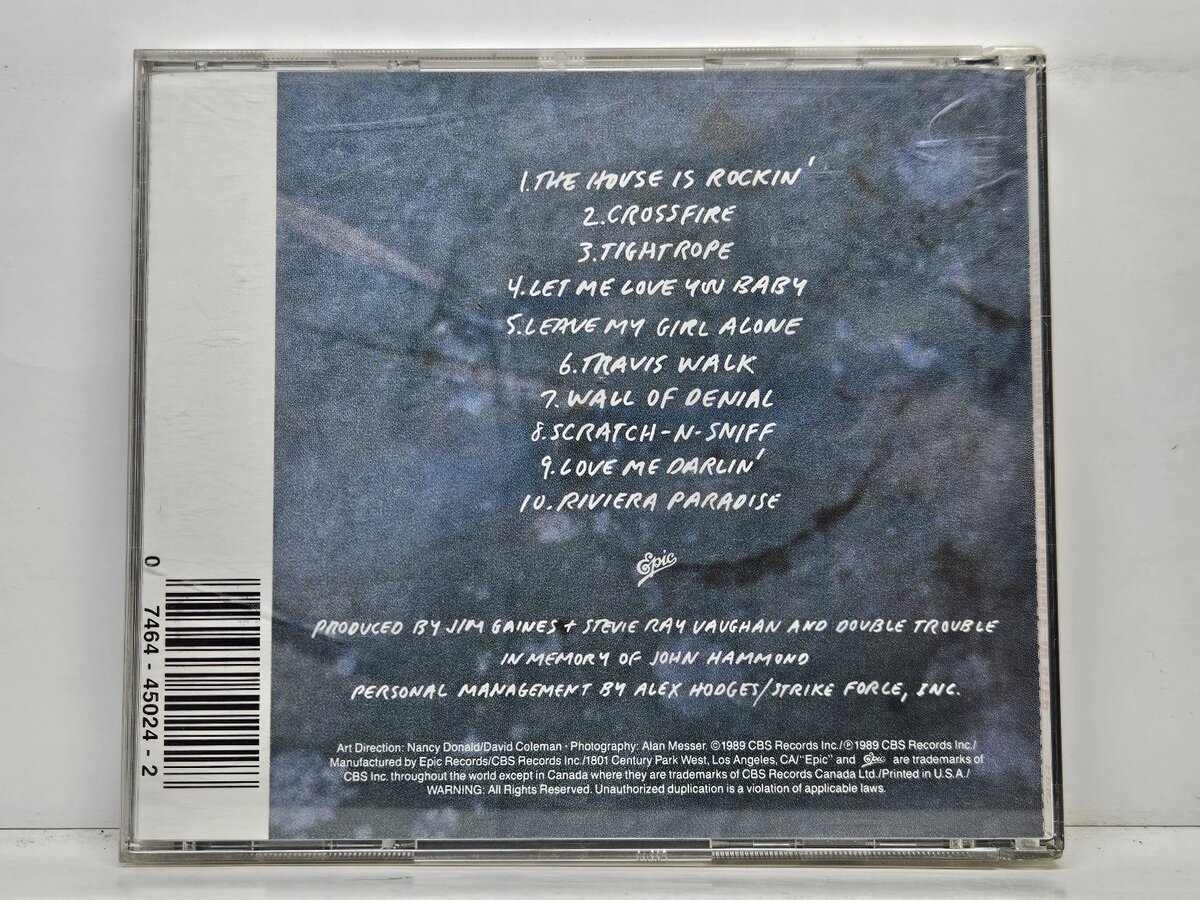 1. THE HOUSE IS ROCKIN'
2. CROSSFIRE
3. TIGHTROPE
4. LET ME LOVE YOU BABY
5. LEAVE MY GIRL ALONE
6. TRAVIS WALK
7. WALL OF DENIAL
8. SCRATCH-N-SNIFF
9. LOVE ME DARLIN'
10. RIVIERA PARADISE
Epic
PRODUCED BY JIM GAINES + STEVIE RAY VAUGHAN AND DOUBLE TROUBLE
IN MEMORY OF JOHN HAMMOND
PERSONAL MANAGEMENT BY ALEX HODGES/STRIKE FORCE, INC.
Art Direction: Nancy Donald/David Coleman · Photography: Alan Messer. ©1989 CBS Records Inc./℗1989 CBS Records Inc./
Manufactured by Epic Records/CBS Records Inc./1801 Century Park West, Los Angeles, CA/"Epic" and Epic are trademarks of
CBS Inc. throughout the world except in Canada where they are trademarks of CBS Records Canada Ltd./Printed in U.S.A./
WARNING: All Rights Reserved. Unauthorized duplication is a violation of applicable laws.
0 7464-45024-2